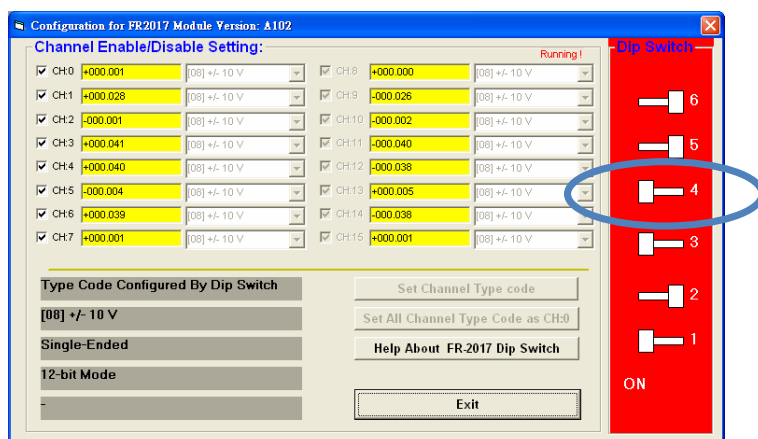 Configuration for FR2017 Module Version: A102
Channel Enable/Disable Setting:
Running !
Dip Switch
CH:0 +000.001 [08] +/- 10 V CH:8 +000.000 [08] +/- 10 V
CH:1 +000.028 [08] +/- 10 V CH:9 -000.026 [08] +/- 10 V
CH:2 -000.001 [08] +/- 10 V CH:10 -000.002 [08] +/- 10 V
CH:3 +000.041 [08] +/- 10 V CH:11 -000.040 [08] +/- 10 V
CH:4 +000.040 [08] +/- 10 V CH:12 -000.038 [08] +/- 10 V
CH:5 -000.004 [08] +/- 10 V CH:13 +000.005 [08] +/- 10 V
CH:6 +000.039 [08] +/- 10 V CH:14 -000.038 [08] +/- 10 V
CH:7 +000.001 [08] +/- 10 V CH:15 +000.001 [08] +/- 10 V
6
5
4
3
2
1
ON
Type Code Configured By Dip Switch
[08] +/- 10 V
Single-Ended
12-bit Mode
-
Set Channel Type code
Set All Channel Type Code as CH:0
Help About FR-2017 Dip Switch
Exit